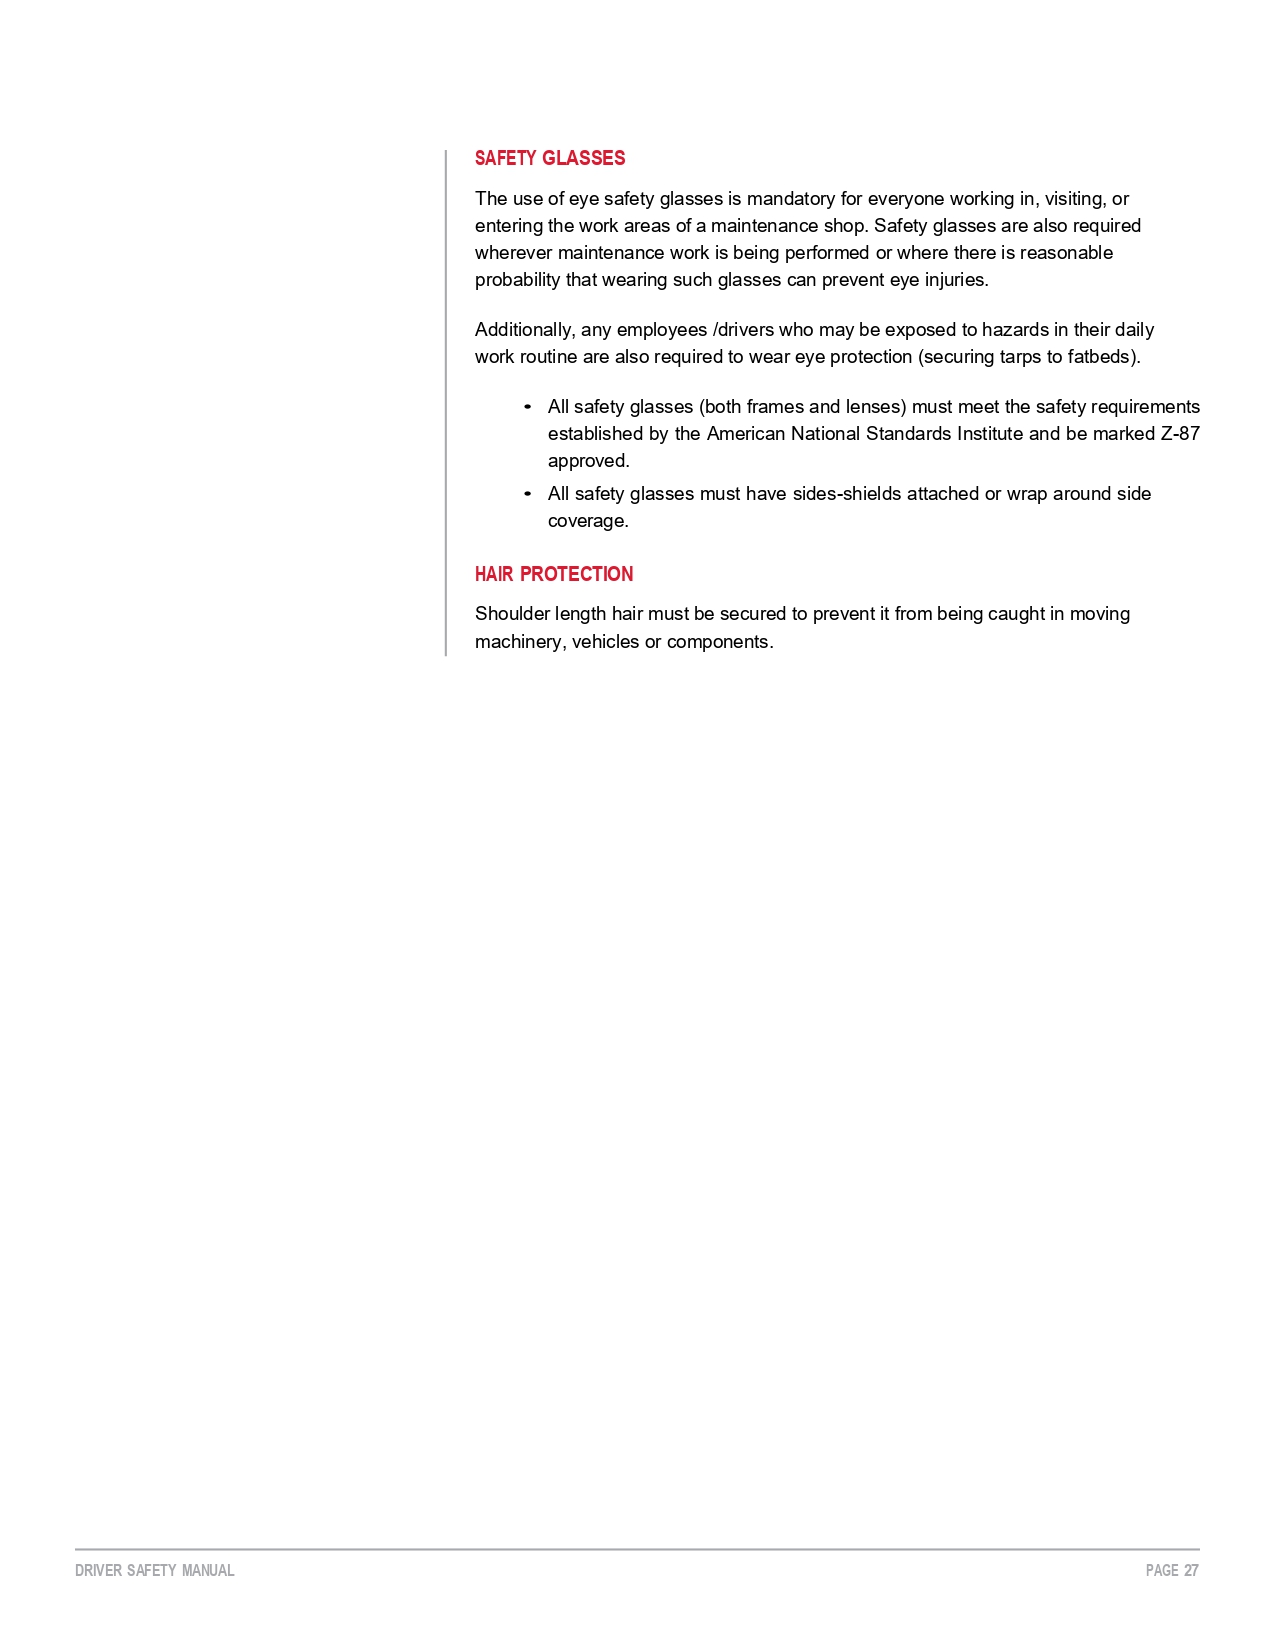 SAFETY GLASSES
The use of eye safety glasses is mandatory for everyone working in, visiting, or
entering the work areas of a maintenance shop. Safety glasses are also required
wherever maintenance work is being performed or where there is reasonable
probability that wearing such glasses can prevent eye injuries.
Additionally, any employees /drivers who may be exposed to hazards in their daily
work routine are also required to wear eye protection (securing tarps to fatbeds).
• All safety glasses (both frames and lenses) must meet the safety requirements
established by the American National Standards Institute and be marked Z-87
approved.
• All safety glasses must have sides-shields attached or wrap around side
coverage.
HAIR PROTECTION
Shoulder length hair must be secured to prevent it from being caught in moving
machinery, vehicles or components.
DRIVER SAFETY MANUAL PAGE 27